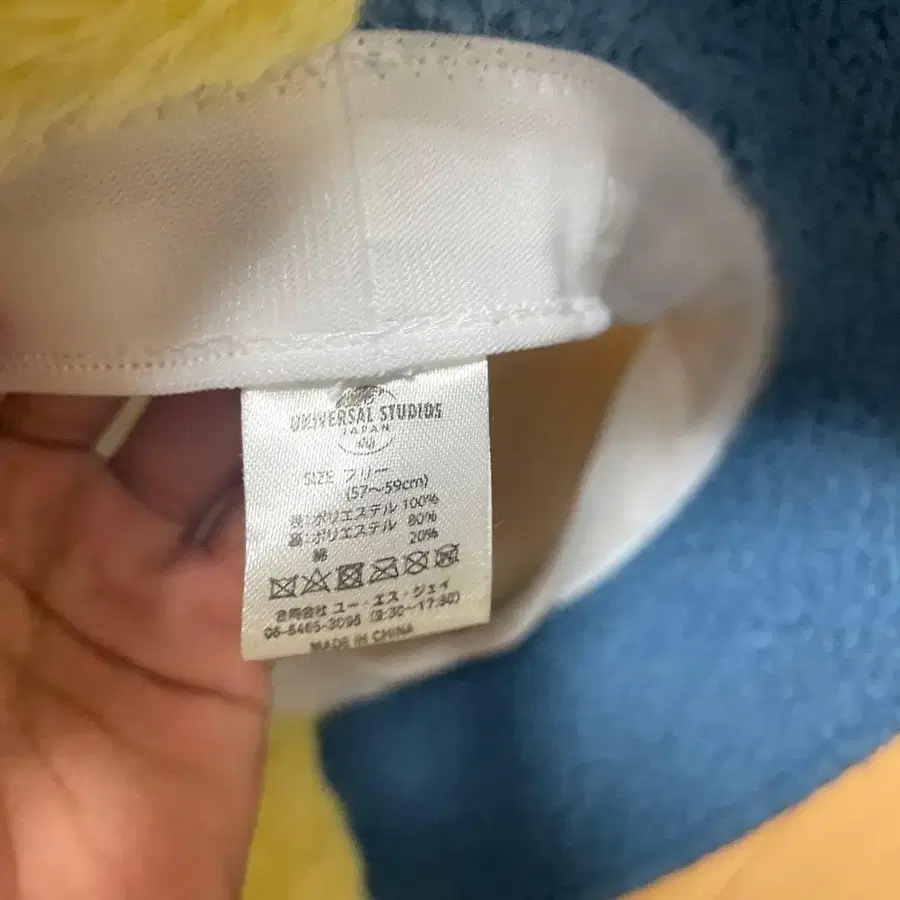 UNIVERSAL STUDIOS
JAPAN
SIZE フリー
(57～59cm)
表:ポリエステル 100%
裏:ポリエステル 80%
綿 20%
合同会社 ユー・エス・ジェイ
06-5465-3095 (9:30～17:30)
MADE IN CHINA